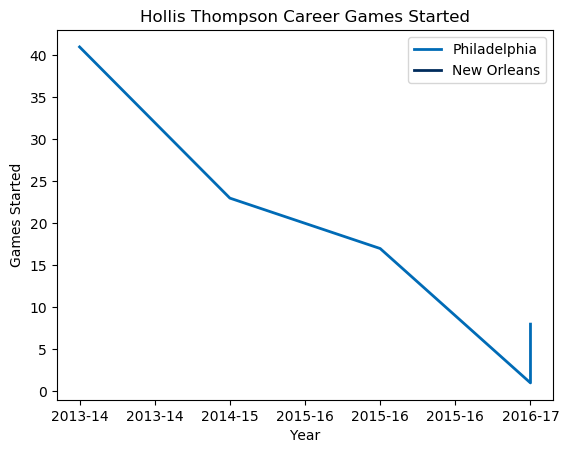 Hollis Thompson Career Games Started
Philadelphia
New Orleans
40
35
30
25
20
15
10
5
0
Games Started
2013-14 2013-14 2014-15 2015-16 2015-16 2015-16 2016-17
Year